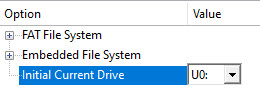 Option Value
FAT File System
Embedded File System
Initial Current Drive U0: